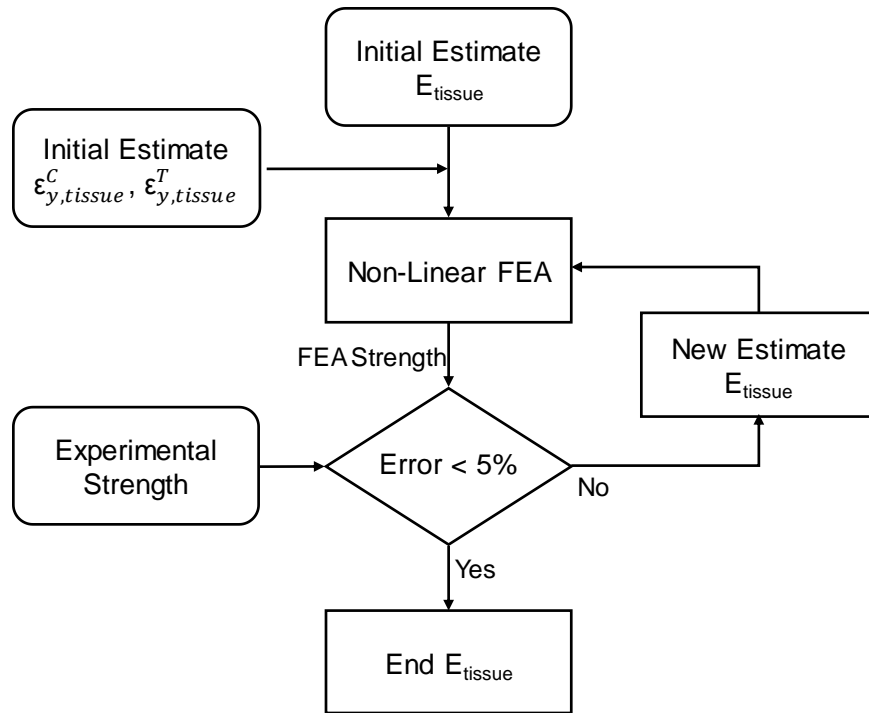 Initial Estimate
E_tissue
Initial Estimate
ε^C_y,tissue, ε^T_y,tissue
Non-Linear FEA
FEA Strength
New Estimate
E_tissue
Experimental
Strength
Error < 5%
No
Yes
End E_tissue